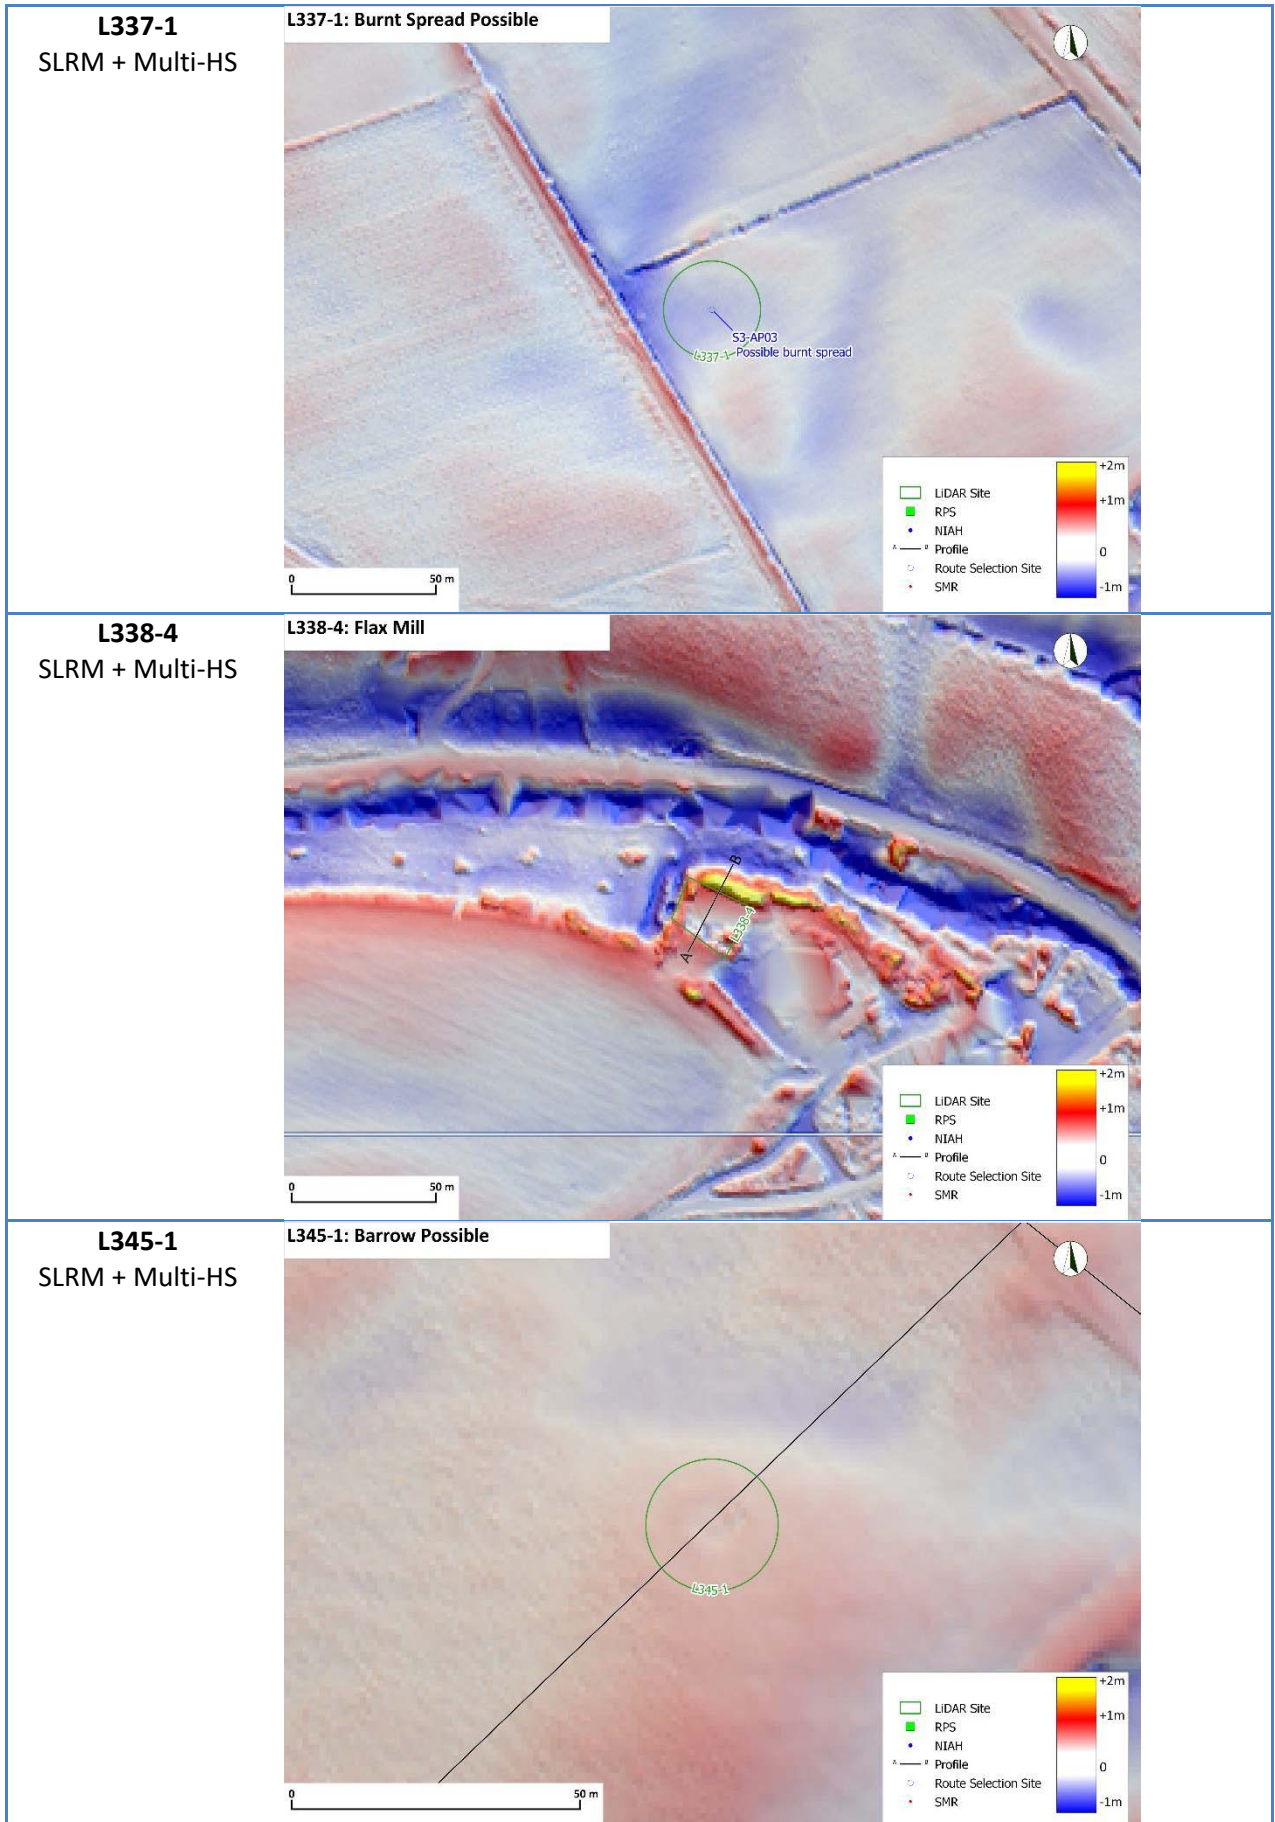 L337-1
SLRM + Multi-HS
L337-1: Burnt Spread Possible
S3-AP03
Possible burnt spread
L337-1
0 50 m
LiDAR Site
RPS
NIAH
A B Profile
Route Selection Site
SMR
+2m
+1m
0
-1m
L338-4
SLRM + Multi-HS
L338-4: Flax Mill
B
L338-4
A
0 50 m
LiDAR Site
RPS
NIAH
A B Profile
Route Selection Site
SMR
+2m
+1m
0
-1m
L345-1
SLRM + Multi-HS
L345-1: Barrow Possible
L345-1
0 50 m
LiDAR Site
RPS
NIAH
A B Profile
Route Selection Site
SMR
+2m
+1m
0
-1m